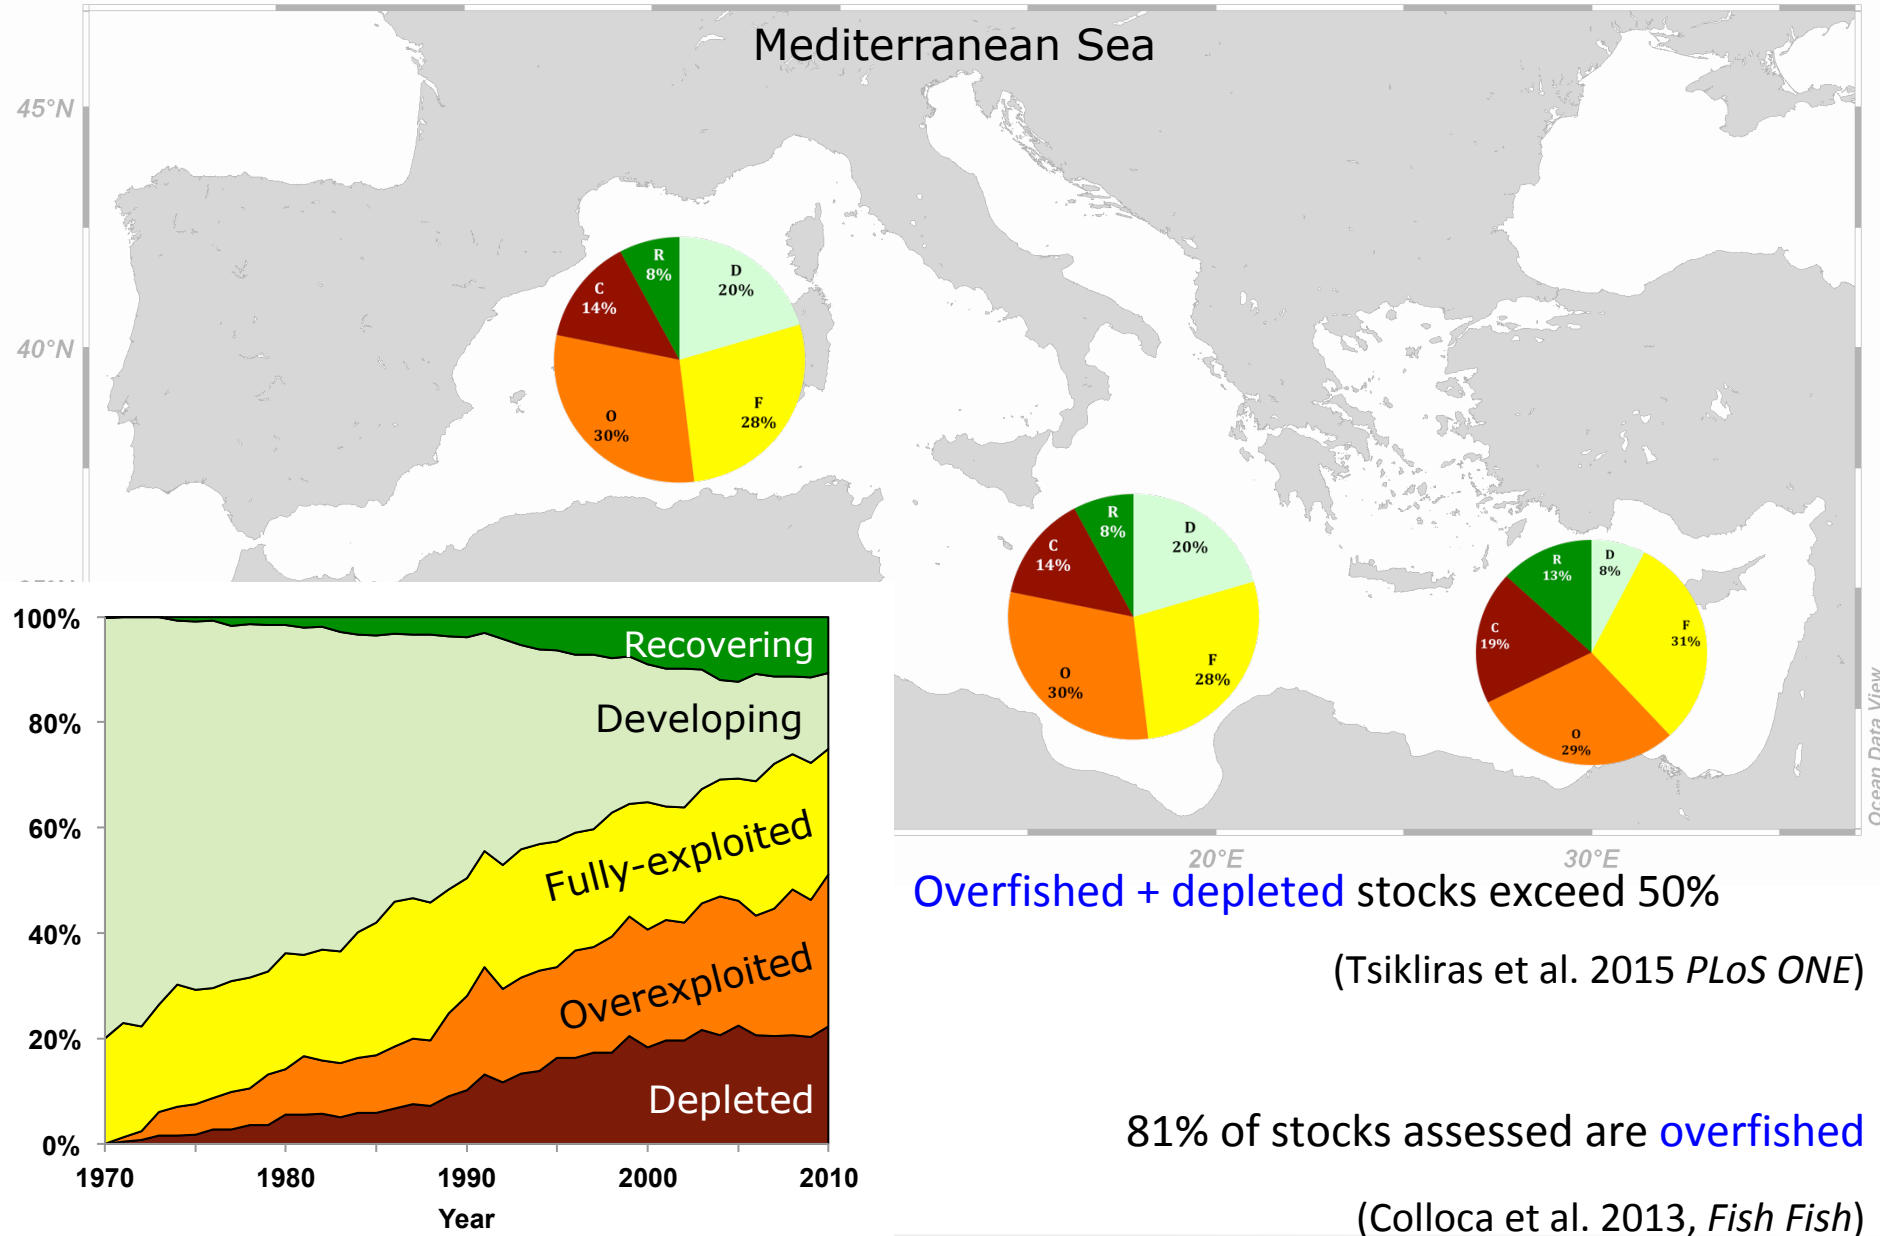 Mediterranean Sea
45°N
40°N
R
8%
D
20%
C
14%
F
28%
O
30%
R
8%
D
20%
C
14%
F
28%
O
30%
R
13%
D
8%
C
19%
F
31%
O
29%
Ocean Data View
20°E
30°E
100%
80%
60%
40%
20%
0%
Recovering
Developing
Fully-exploited
Overexploited
Depleted
1970
1980
1990
2000
2010
Year
Overfished + depleted stocks exceed 50%
(Tsikliras et al. 2015 PLoS ONE)
81% of stocks assessed are overfished
(Colloca et al. 2013, Fish Fish)